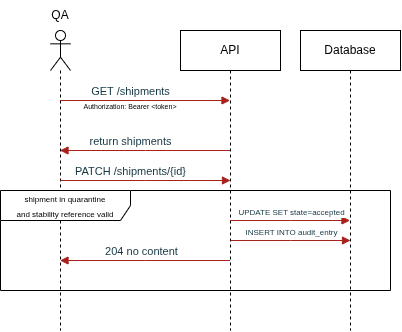 QA
API
Database
GET /shipments
Authorization: Bearer <token>
return shipments
PATCH /shipments/{id}
shipment in quarantine
and stability reference valid
UPDATE SET state=accepted
INSERT INTO audit_entry
204 no content